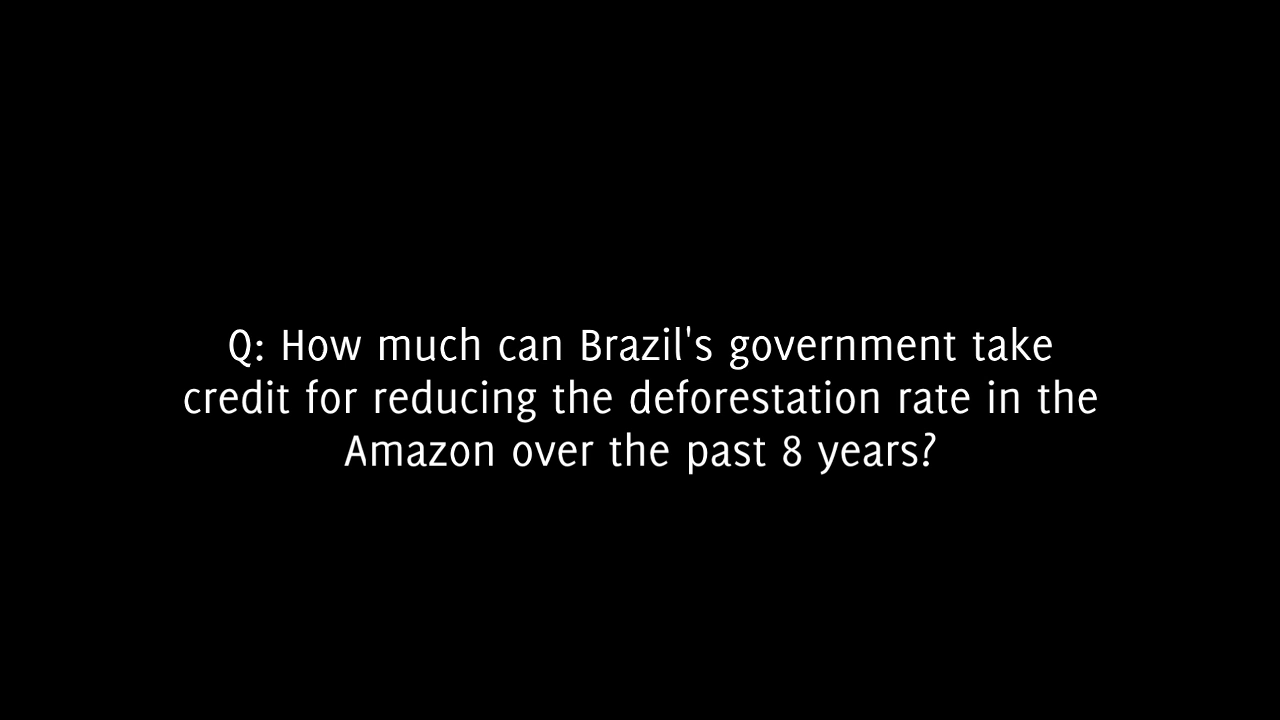 Q: How much can Brazil's government take
credit for reducing the deforestation rate in the
Amazon over the past 8 years?